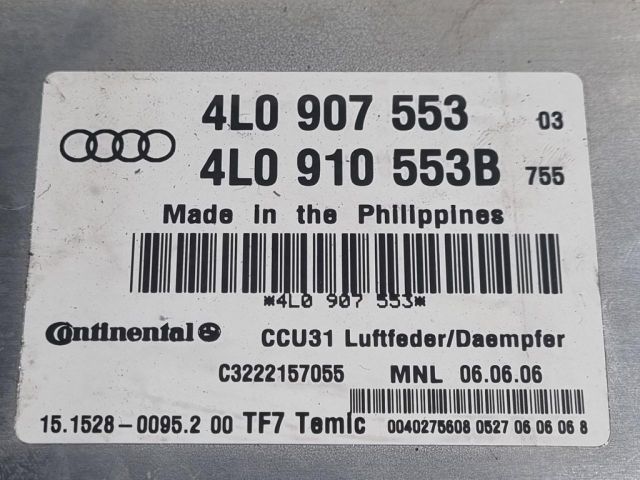 4L0 907 553 03
4L0 910 553B 755
Made in the Philippines
*4L0 907 553*
Continental CCU31 Luftfeder/Daempfer
C3222157055 MNL 06.06.06
15.1528-0095.2 00 TF7 Temic 0040275608 0527 06 06 06 8